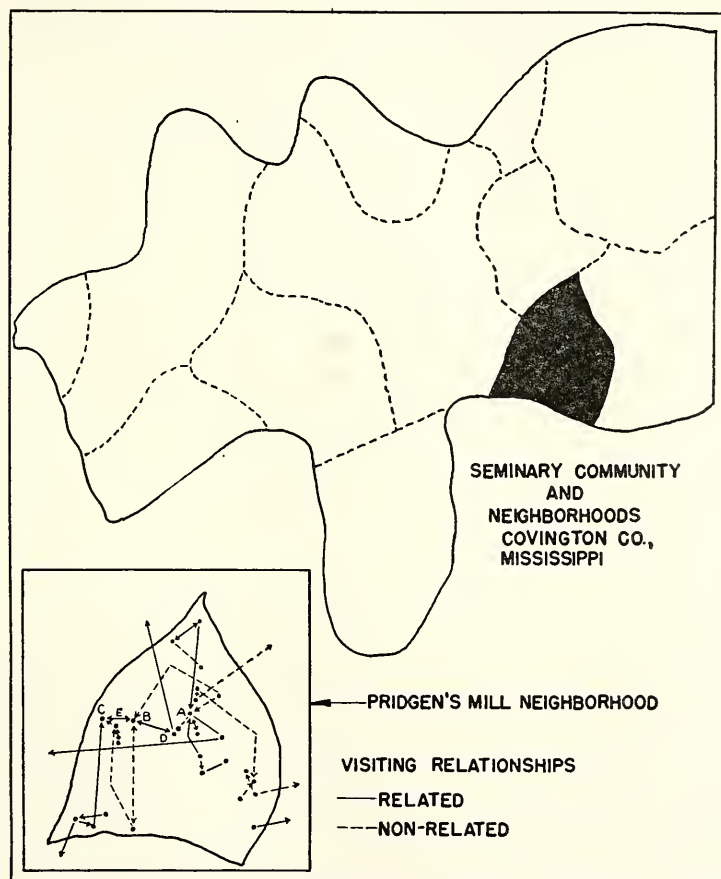 SEMINARY COMMUNITY
AND
NEIGHBORHOODS
COVINGTON CO.,
MISSISSIPPI
PRIDGEN'S MILL NEIGHBORHOOD
C E B A
D
VISITING RELATIONSHIPS
RELATED
NON-RELATED